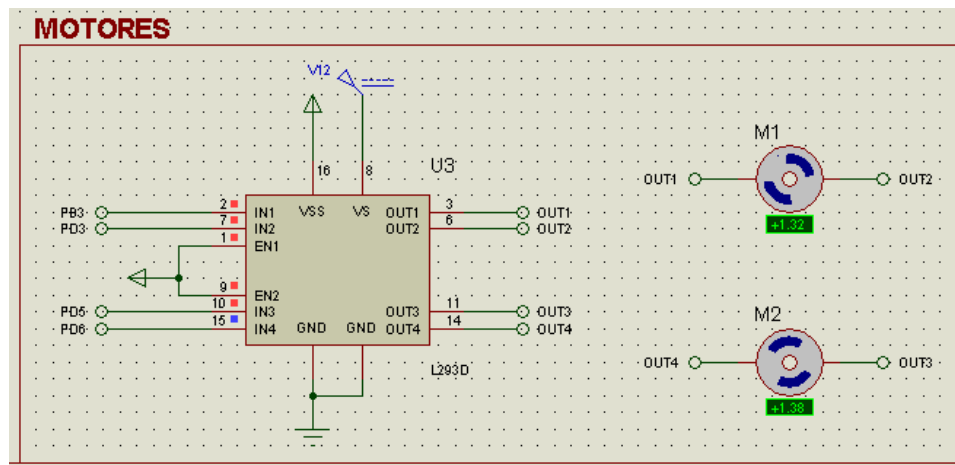 MOTORES
V12
16 8 U3
PB3 2 IN1 VSS VS OUT1 3 OUT1
PD3 7 IN2 OUT2 6 OUT2
1 EN1
9 EN2
PD5 10 IN3 OUT3 11 OUT3
PD6 15 IN4 GND GND OUT4 14 OUT4
L293D
M1
OUT1 OUT2
+1.32
M2
OUT4 OUT3
+1.38